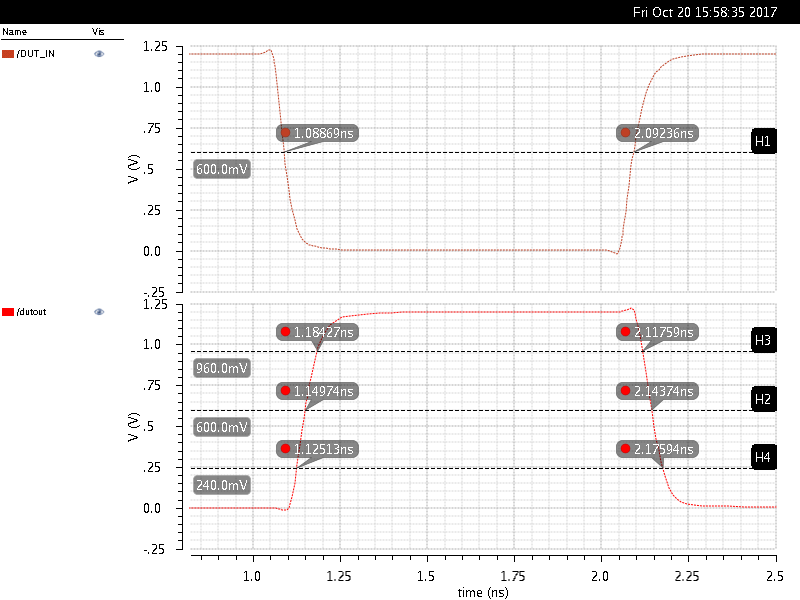 Fri Oct 20 15:58:35 2017
Name Vis
/DUT_IN
1.25
1.0
.75
.5
.25
0.0
-.25
V (V)
1.08869ns
2.09236ns
H1
600.0mV
/dutout
1.25
1.0
.75
.5
.25
0.0
-.25
V (V)
1.18427ns
2.11759ns
H3
960.0mV
1.14974ns
2.14374ns
H2
600.0mV
1.12513ns
2.17594ns
H4
240.0mV
1.0 1.25 1.5 1.75 2.0 2.25 2.5
time (ns)